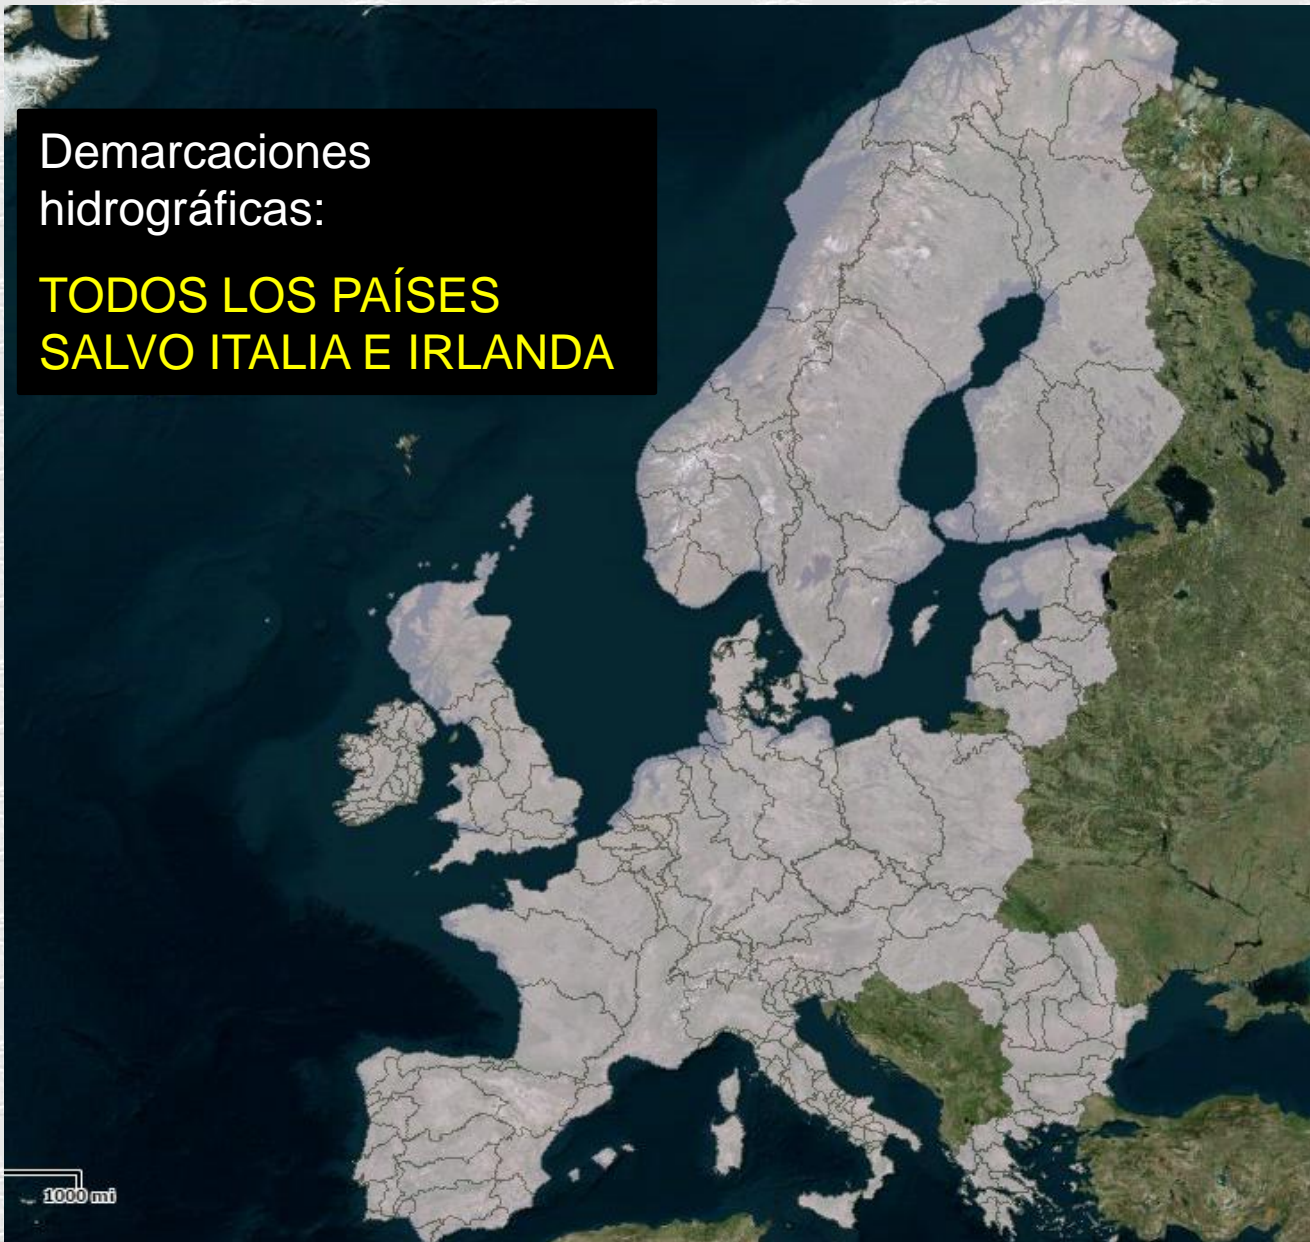 Demarcaciones
hidrográficas:
TODOS LOS PAÍSES
SALVO ITALIA E IRLANDA
1000 mi